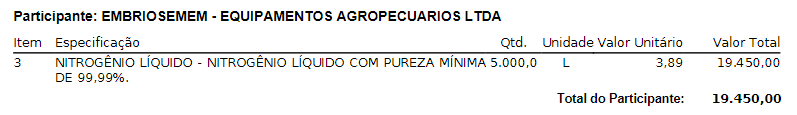 Participante: EMBRIOSEMEM - EQUIPAMENTOS AGROPECUARIOS LTDA
Item Especificação Qtd. Unidade Valor Unitário Valor Total
3 NITROGÊNIO LÍQUIDO - NITROGÊNIO LÍQUIDO COM PUREZA MÍNIMA 5.000,0 L 3,89 19.450,00
DE 99,99%.
Total do Participante: 19.450,00